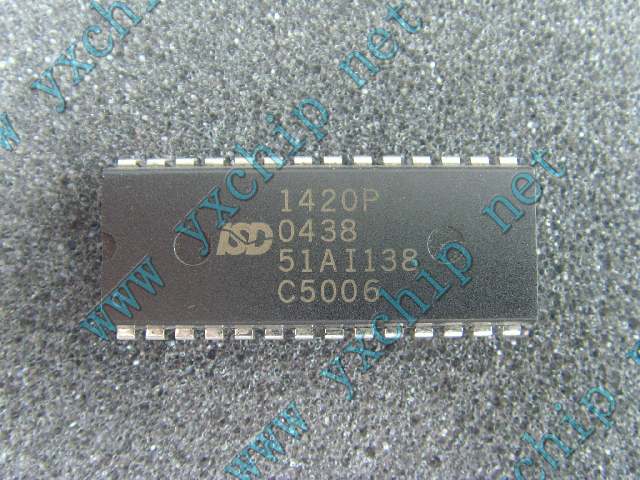 ISD
1420P
0438
51AI138
C5006
www yxchip net
www yxchip net
www yxchip net